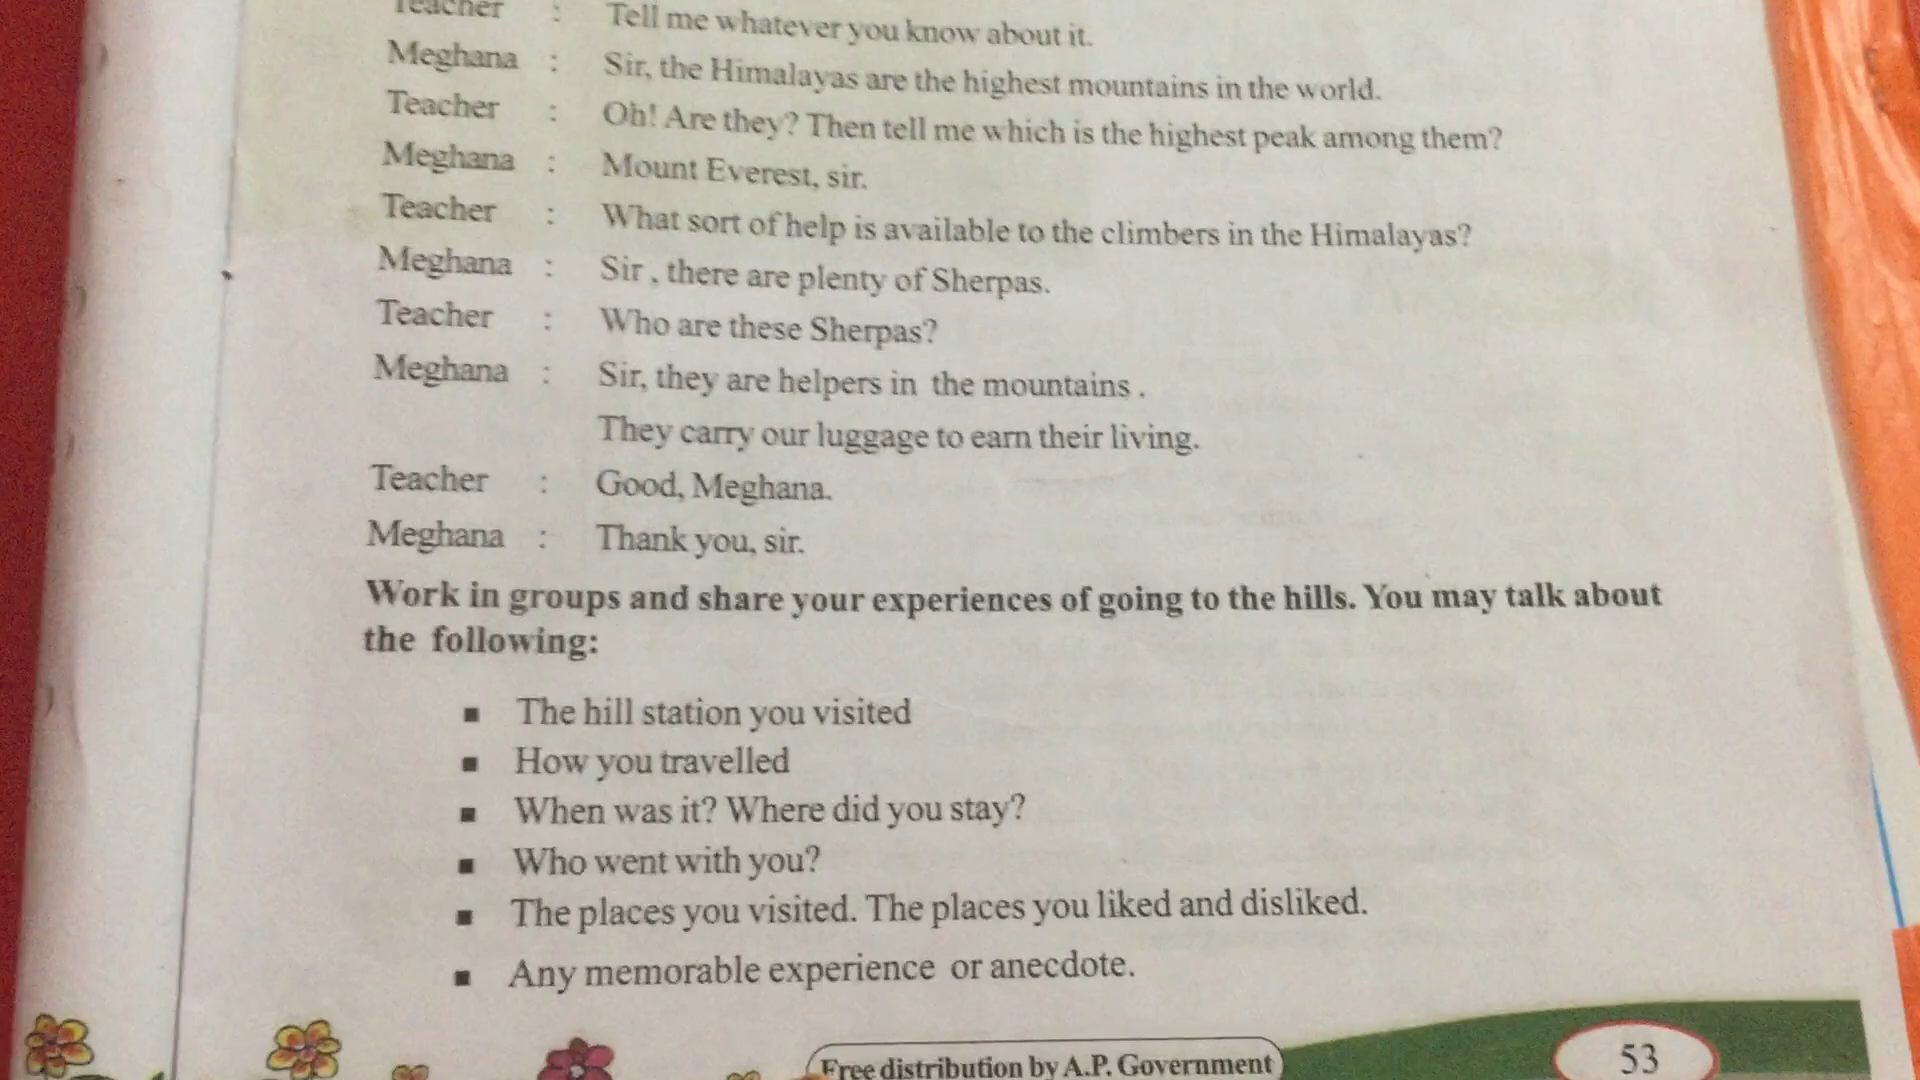 Teacher : Tell me whatever you know about it.
Meghana : Sir, the Himalayas are the highest mountains in the world.
Teacher : Oh! Are they? Then tell me which is the highest peak among them?
Meghana : Mount Everest, sir.
Teacher : What sort of help is available to the climbers in the Himalayas?
Meghana : Sir , there are plenty of Sherpas.
Teacher : Who are these Sherpas?
Meghana : Sir, they are helpers in the mountains .
They carry our luggage to earn their living.
Teacher : Good, Meghana.
Meghana : Thank you, sir.
Work in groups and share your experiences of going to the hills. You may talk about
the following:
▪ The hill station you visited
▪ How you travelled
▪ When was it? Where did you stay?
▪ Who went with you?
▪ The places you visited. The places you liked and disliked.
▪ Any memorable experience or anecdote.
Free distribution by A.P. Government
53